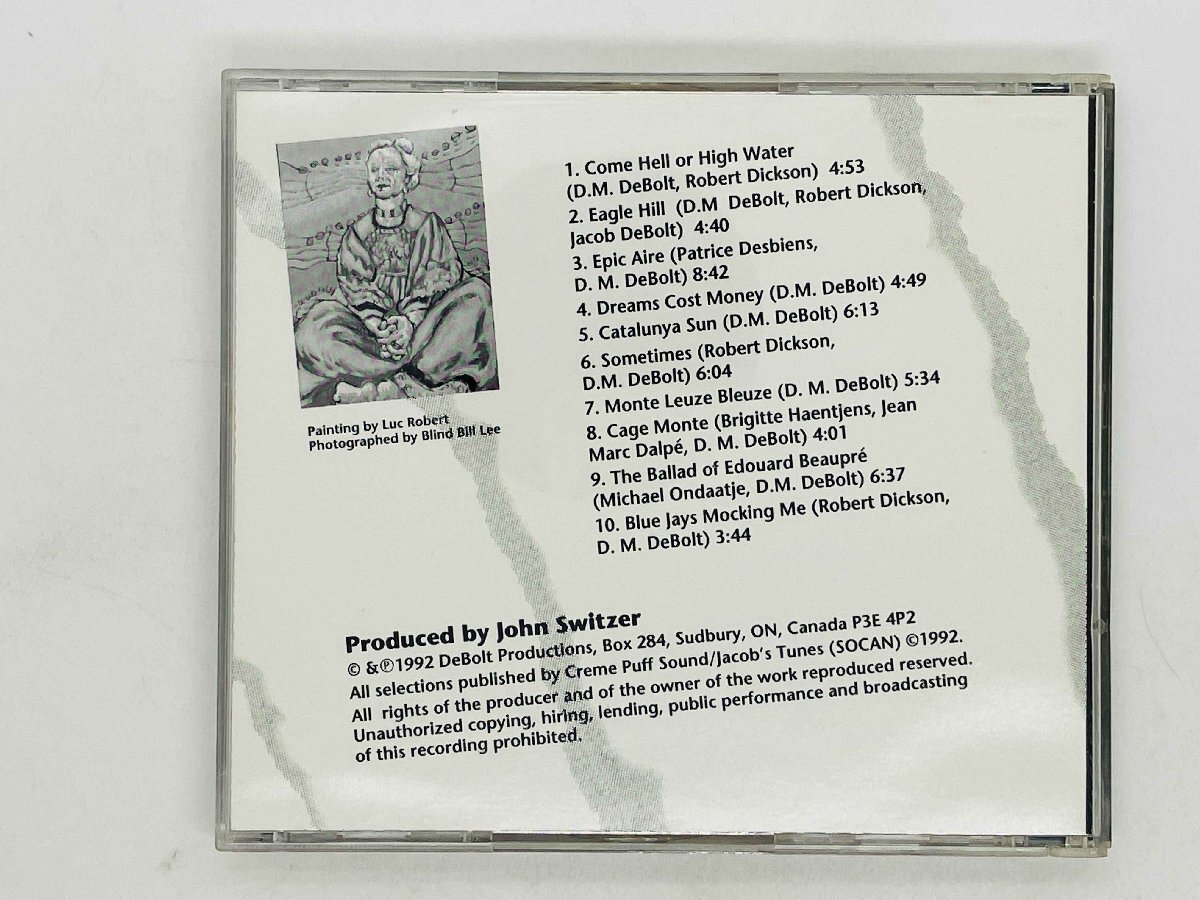 1. Come Hell or High Water
(D.M. DeBolt, Robert Dickson) 4:53
2. Eagle Hill (D.M DeBolt, Robert Dickson,
Jacob DeBolt) 4:40
3. Epic Aire (Patrice Desbiens,
D. M. DeBolt) 8:42
4. Dreams Cost Money (D.M. DeBolt) 4:49
5. Catalunya Sun (D.M. DeBolt) 6:13
6. Sometimes (Robert Dickson,
D.M. DeBolt) 6:04
7. Monte Leuze Bleuze (D. M. DeBolt) 5:34
8. Cage Monte (Brigitte Haentjens, Jean
Marc Dalpé, D. M. DeBolt) 4:01
9. The Ballad of Edouard Beaupré
(Michael Ondaatje, D.M. DeBolt) 6:37
10. Blue Jays Mocking Me (Robert Dickson,
D. M. DeBolt) 3:44
Painting by Luc Robert
Photographed by Blind Bill Lee
Produced by John Switzer
© &℗1992 DeBolt Productions, Box 284, Sudbury, ON, Canada P3E 4P2
All selections published by Creme Puff Sound/Jacob's Tunes (SOCAN) ©1992.
All rights of the producer and of the owner of the work reproduced reserved.
Unauthorized copying, hiring, lending, public performance and broadcasting
of this recording prohibited.